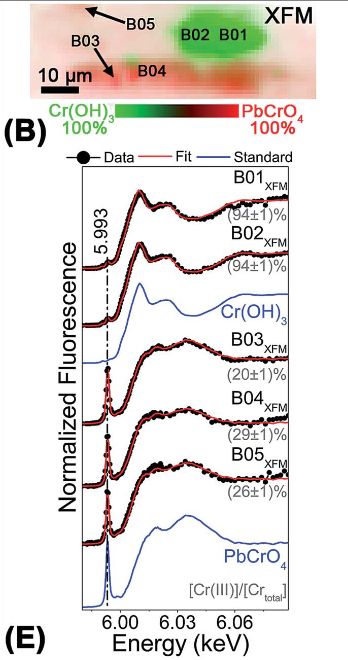 XFM
B05
B02 B01
B03
B04
10 µm
(B)
Cr(OH)3 PbCrO4
100% 100%
Data Fit Standard
5.993
B01XFM
(94±1)%
B02XFM
(94±1)%
Cr(OH)3
B03XFM
(20±1)%
B04XFM
(29±1)%
B05XFM
(26±1)%
PbCrO4
[Cr(III)]/[Crtotal]
Normalized Fluorescence
6.00 6.03 6.06
Energy (keV)
(E)